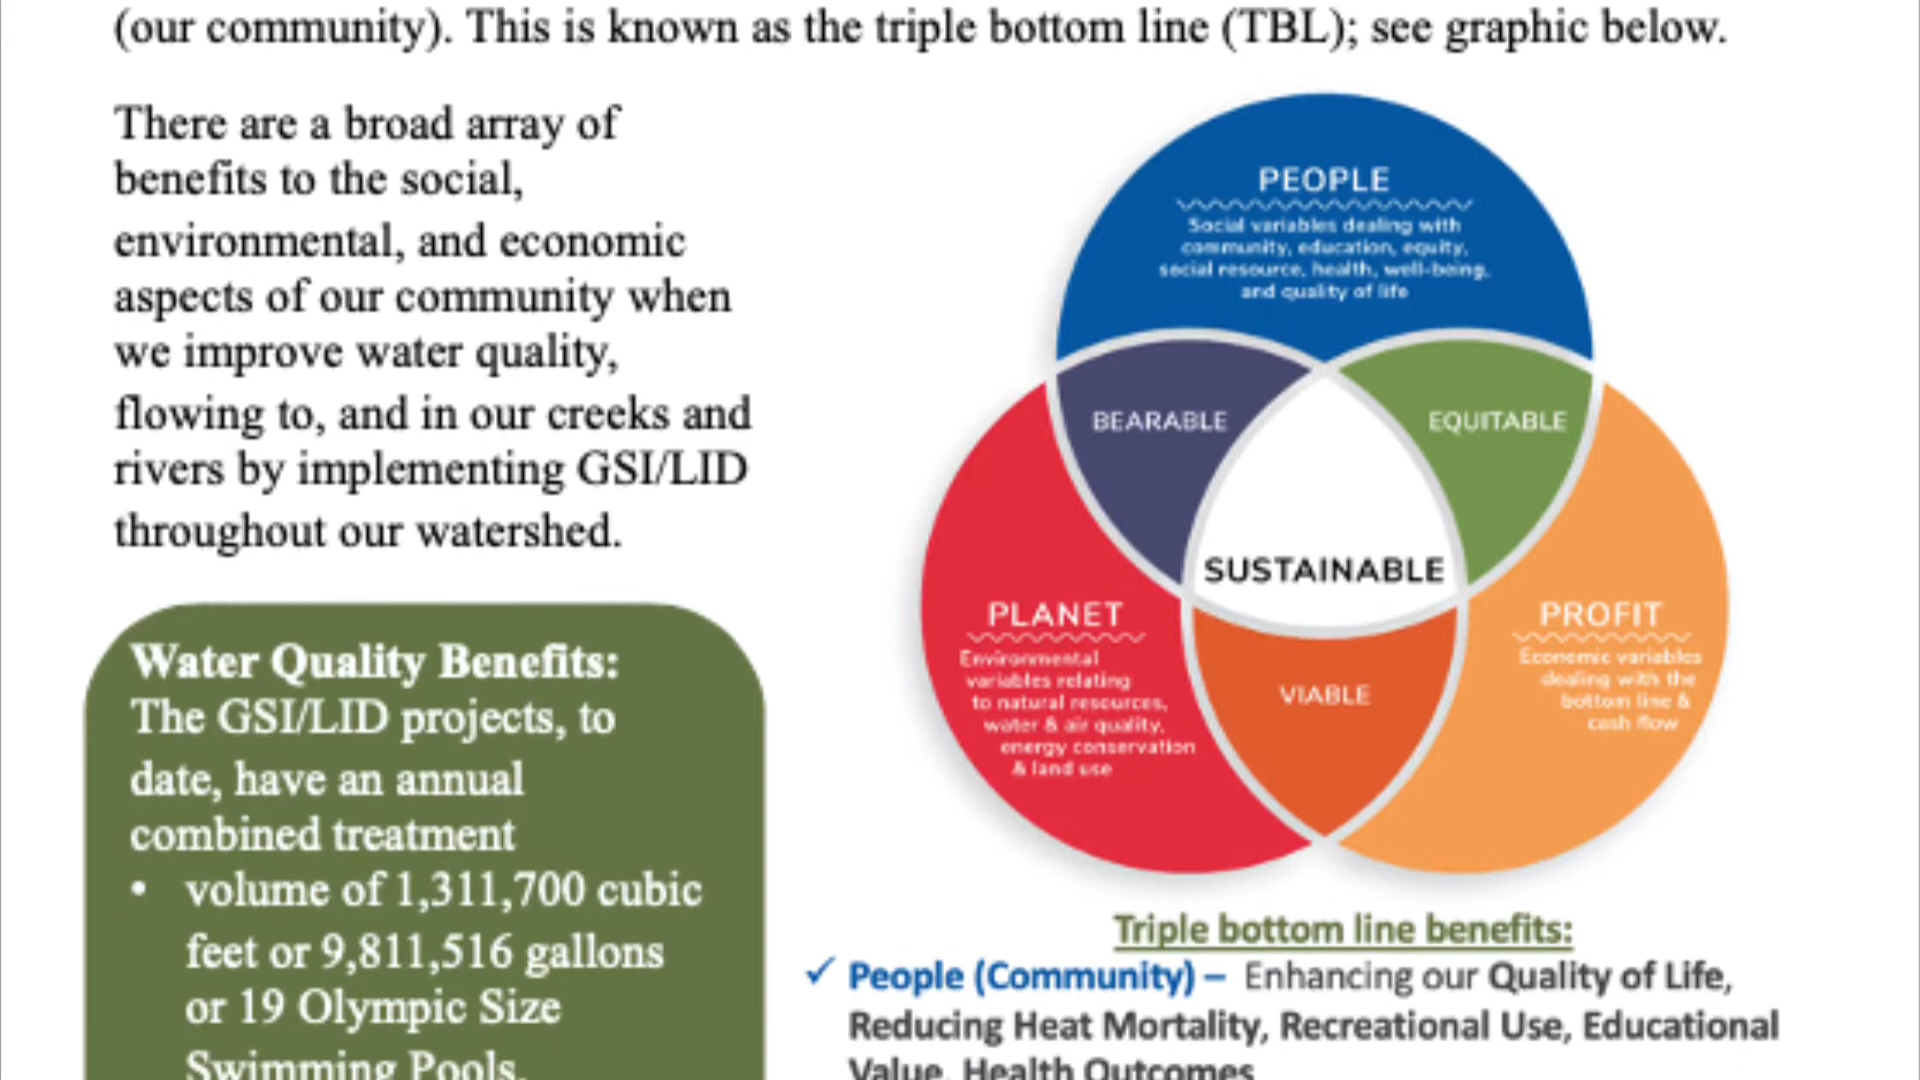 (our community). This is known as the triple bottom line (TBL); see graphic below.
There are a broad array of
benefits to the social,
environmental, and economic
aspects of our community when
we improve water quality,
flowing to, and in our creeks and
rivers by implementing GSI/LID
throughout our watershed.
Water Quality Benefits:
The GSI/LID projects, to
date, have an annual
combined treatment
• volume of 1,311,700 cubic
feet or 9,811,516 gallons
or 19 Olympic Size
Swimming Pools.
PEOPLE
Social variables dealing with
community, education, equity,
social resource, health, well-being,
and quality of life
BEARABLE
EQUITABLE
SUSTAINABLE
PLANET
Environmental
variables relating
to natural resources,
water & air quality,
energy conservation
& land use
VIABLE
PROFIT
Economic variables
dealing with the
bottom line &
cash flow
Triple bottom line benefits:
✓ People (Community) – Enhancing our Quality of Life,
Reducing Heat Mortality, Recreational Use, Educational
Value, Health Outcomes